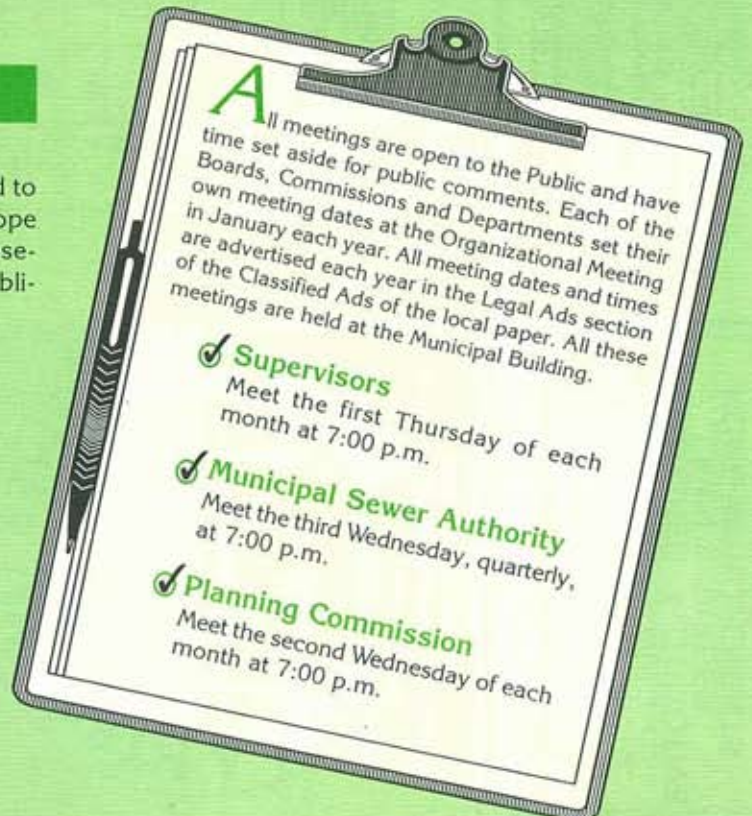 d to
ope
se-
bli-
All meetings are open to the Public and have
time set aside for public comments. Each of the
Boards, Commissions and Departments set their
own meeting dates at the Organizational Meeting
in January each year. All meeting dates and times
are advertised each year in the Legal Ads section
of the Classified Ads of the local paper. All these
meetings are held at the Municipal Building.
Supervisors
Meet the first Thursday of each
month at 7:00 p.m.
Municipal Sewer Authority
Meet the third Wednesday, quarterly,
at 7:00 p.m.
Planning Commission
Meet the second Wednesday of each
month at 7:00 p.m.